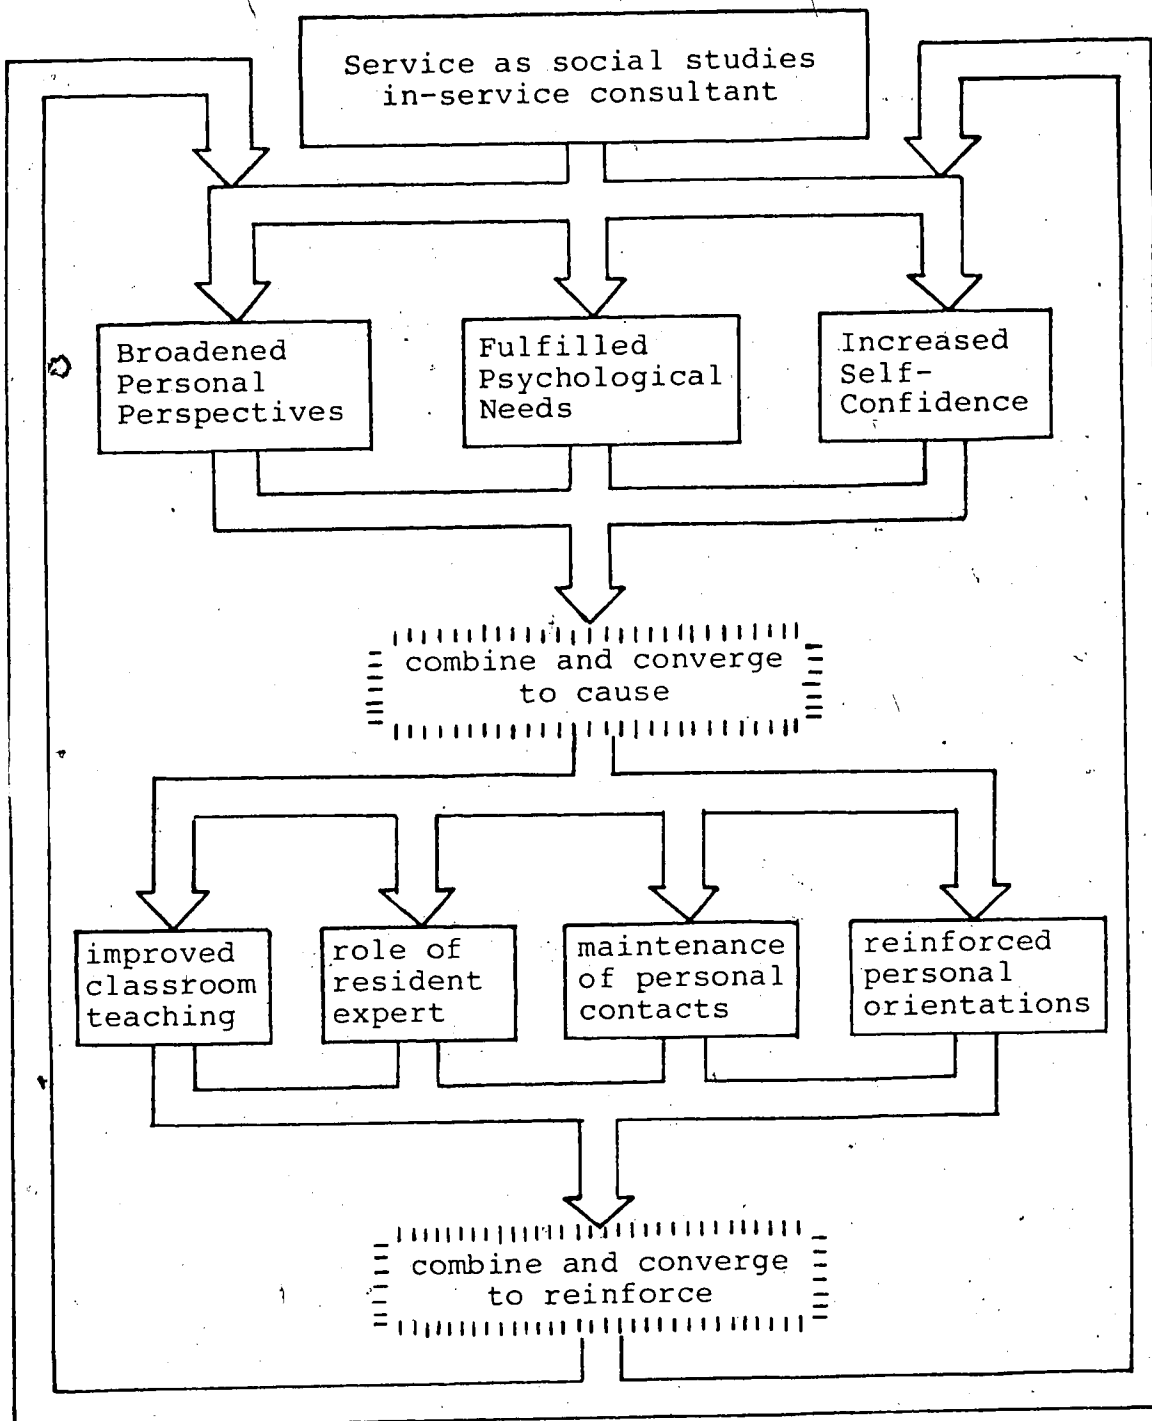 Service as social studies
in-service consultant
Broadened
Personal
Perspectives
Fulfilled
Psychological
Needs
Increased
Self-
Confidence
combine and converge
to cause
improved
classroom
teaching
role of
resident
expert
maintenance
of personal
contacts
reinforced
personal
orientations
combine and converge
to reinforce